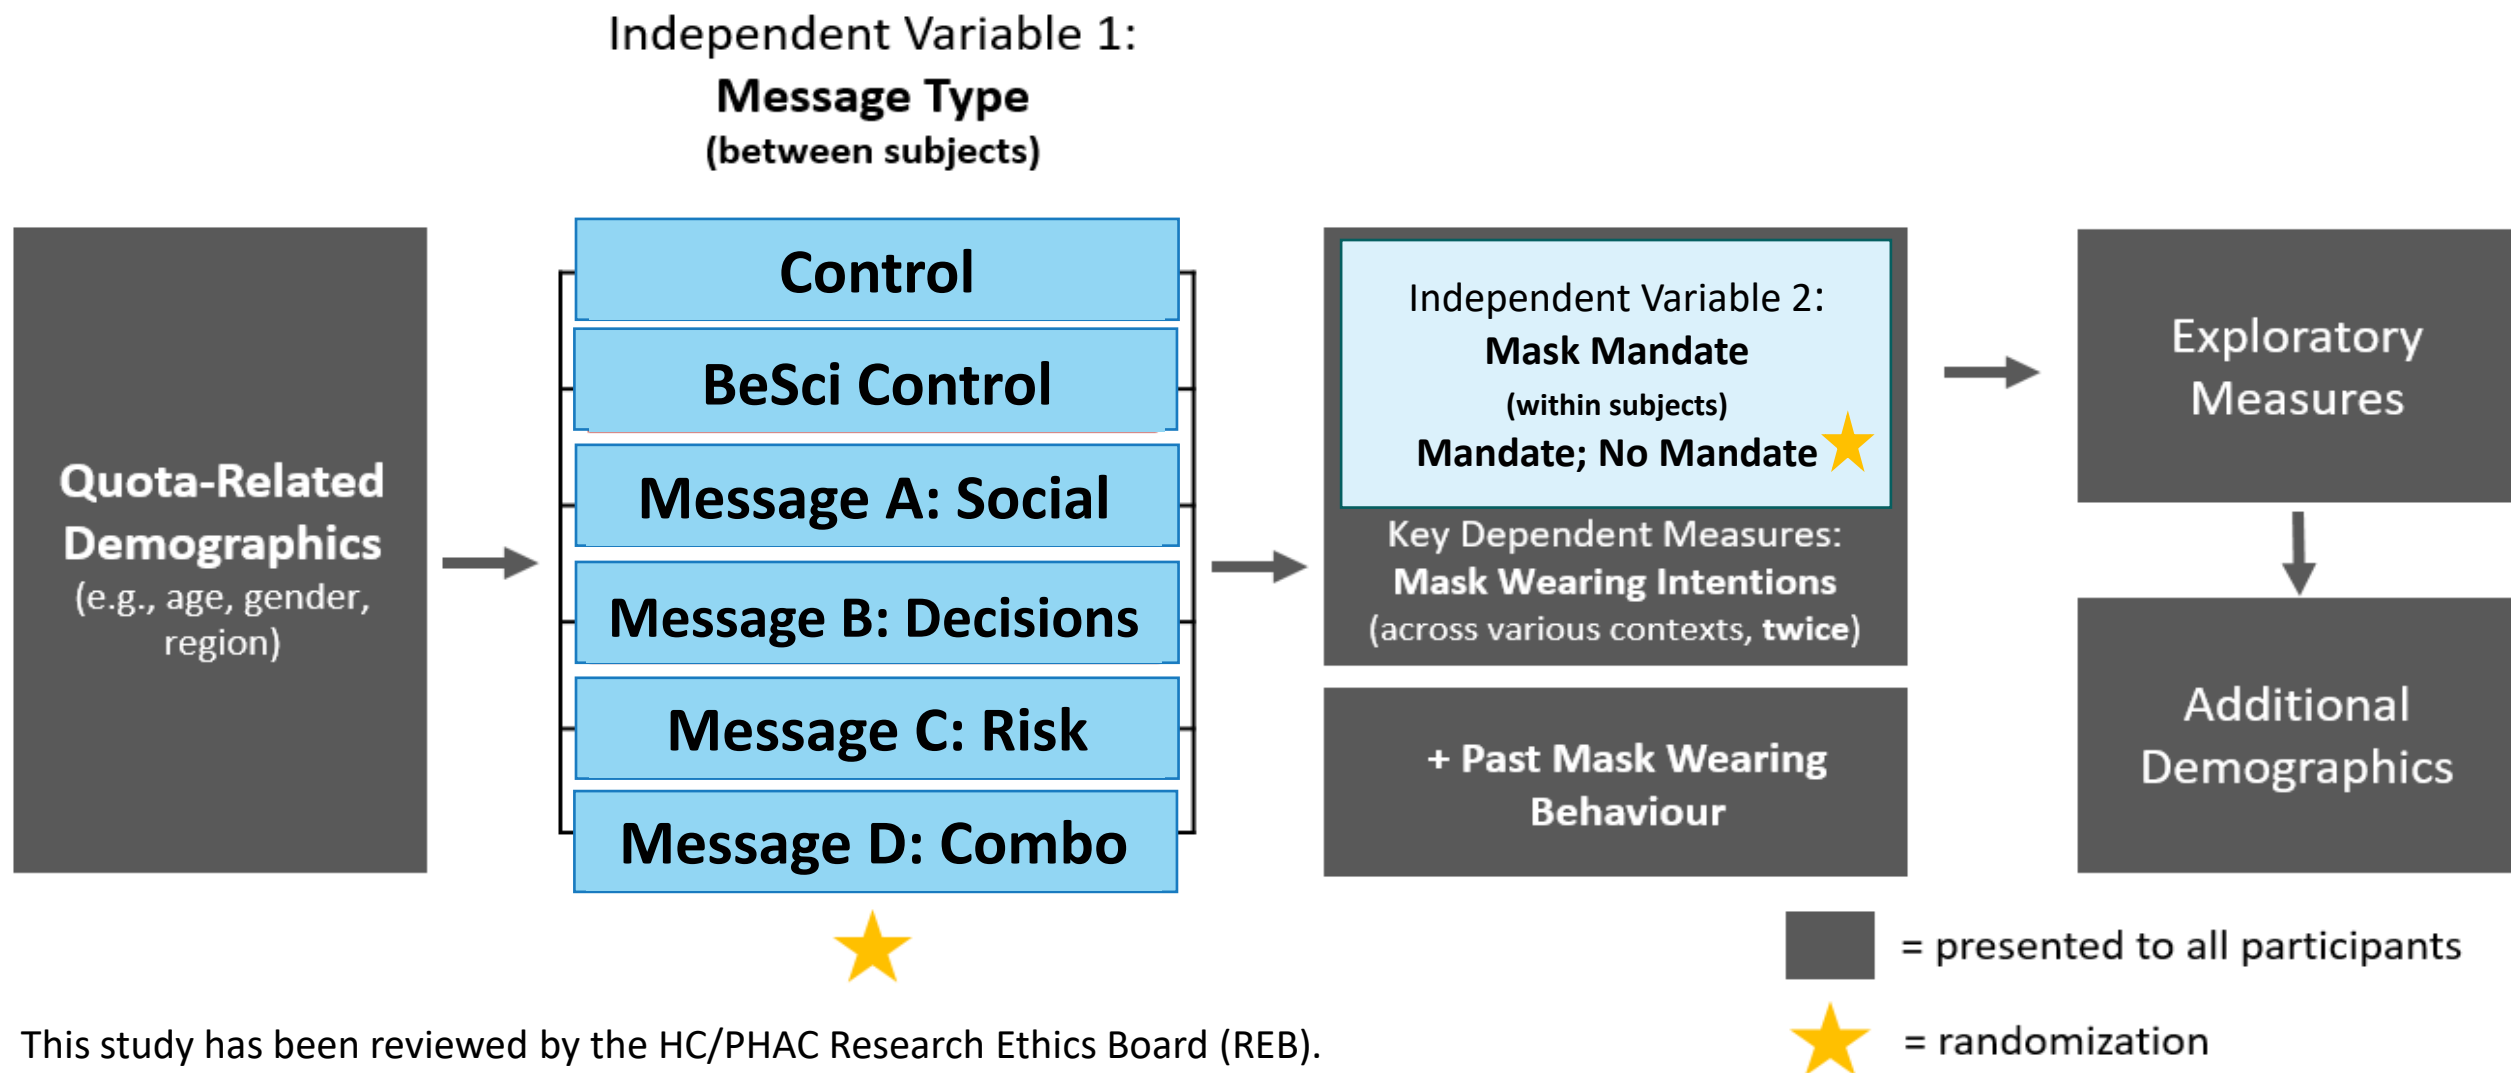 Independent Variable 1:
Message Type
(between subjects)
Quota-Related
Demographics
(e.g., age, gender,
region)
Control
BeSci Control
Message A: Social
Message B: Decisions
Message C: Risk
Message D: Combo
Independent Variable 2:
Mask Mandate
(within subjects)
Mandate; No Mandate
Key Dependent Measures:
Mask Wearing Intentions
(across various contexts, twice)
+ Past Mask Wearing
Behaviour
Exploratory
Measures
Additional
Demographics
= presented to all participants
= randomization
This study has been reviewed by the HC/PHAC Research Ethics Board (REB).